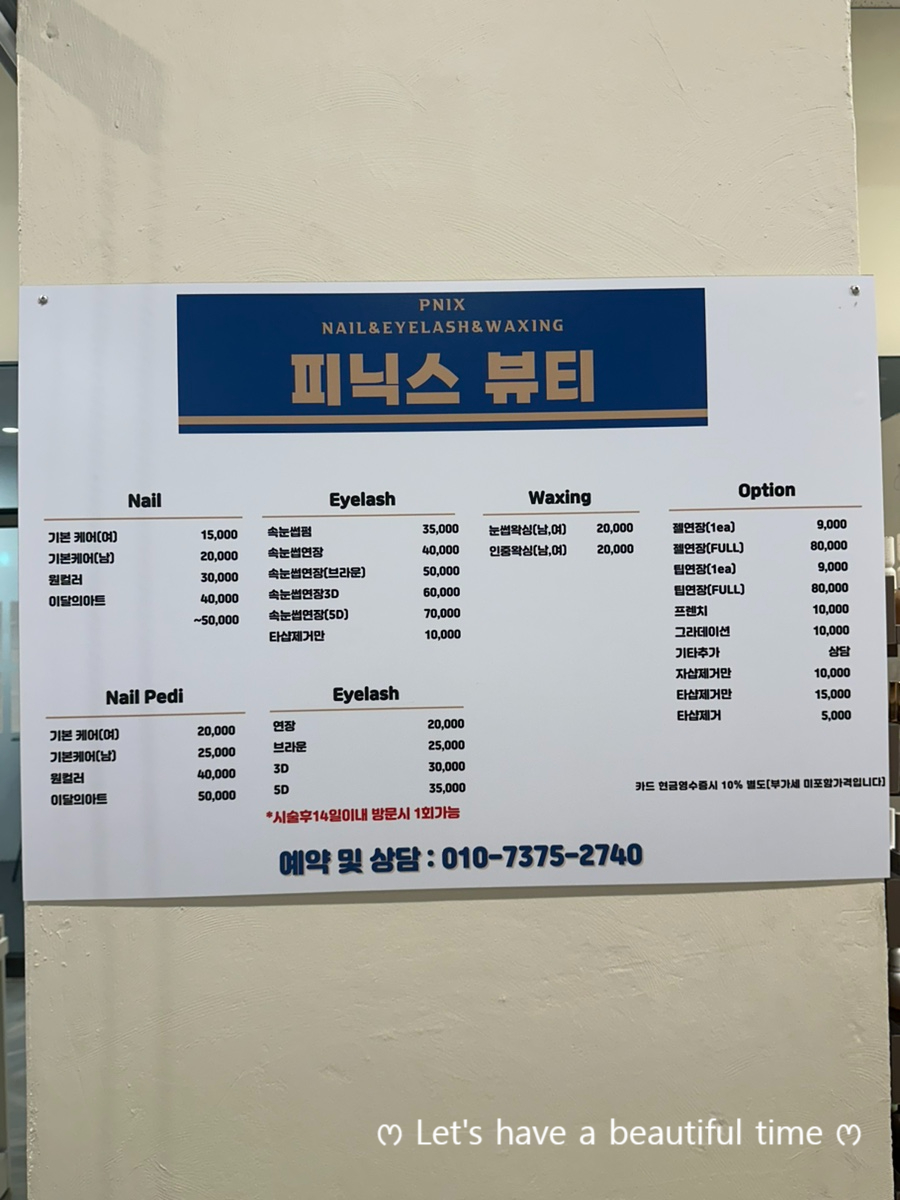 PNIX
NAIL&EYELASH&WAXING
피닉스 뷰티
Nail
기본 케어(여) 15,000
기본케어(남) 20,000
원컬러 30,000
이달의아트 40,000
~50,000
Eyelash
속눈썹펌 35,000
속눈썹연장 40,000
속눈썹연장(브라운) 50,000
속눈썹연장3D 60,000
속눈썹연장(5D) 70,000
타샵제거만 10,000
Waxing
눈썹왁싱(남,여) 20,000
인중왁싱(남,여) 20,000
Option
젤연장(1ea) 9,000
젤연장(FULL) 80,000
팁연장(1ea) 9,000
팁연장(FULL) 80,000
프렌치 10,000
그라데이션 10,000
기타추가 상담
자샵제거만 10,000
타샵제거만 15,000
타샵제거 5,000
Nail Pedi
기본 케어(여) 20,000
기본케어(남) 25,000
원컬러 40,000
이달의아트 50,000
Eyelash
연장 20,000
브라운 25,000
3D 30,000
5D 35,000
*시술후14일이내 방문시 1회가능
카드 현금영수증시 10% 별도[부가세 미포함가격입니다]
예약 및 상담 : 010-7375-2740
ღ Let's have a beautiful time ღ